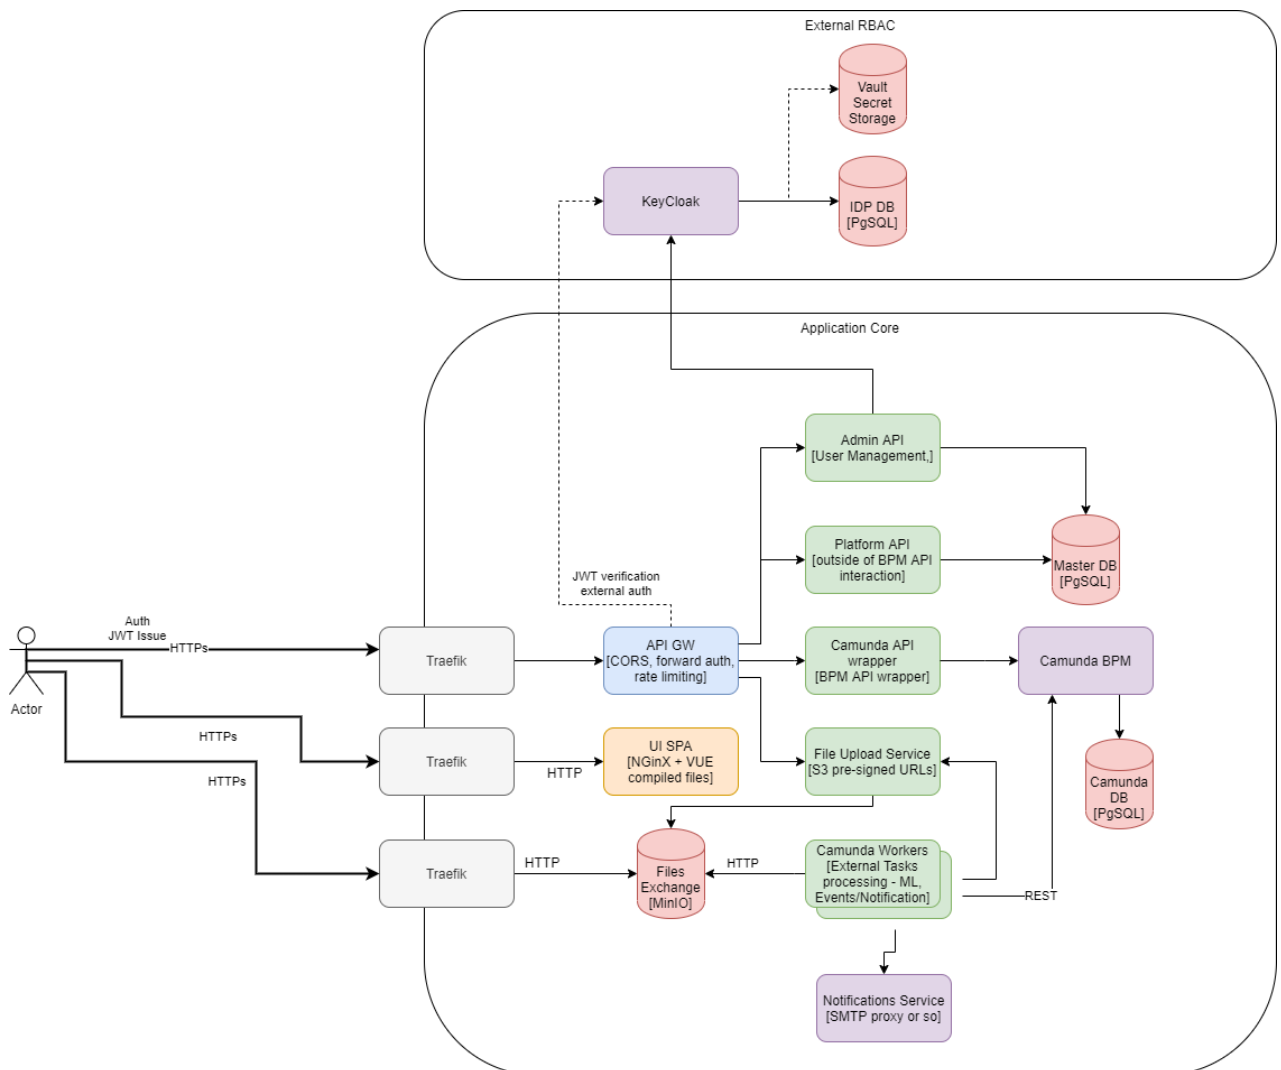 External RBAC
Vault
Secret
Storage
KeyCloak
IDP DB
[PgSQL]
Application Core
Admin API
[User Management,]
Platform API
[outside of BPM API
interaction]
Master DB
[PgSQL]
JWT verification
external auth
Auth
JWT Issue
HTTPs
Actor
Traefik
API GW
[CORS, forward auth,
rate limiting]
Camunda API
wrapper
[BPM API wrapper]
Camunda BPM
HTTPs
Traefik
HTTP
UI SPA
[NGinX + VUE
compiled files]
File Upload Service
[S3 pre-signed URLs]
Camunda
DB
[PgSQL]
HTTPs
Traefik
HTTP
Files
Exchange
[MinIO]
HTTP
Camunda Workers
[External Tasks
processing - ML,
Events/Notification]
REST
Notifications Service
[SMTP proxy or so]